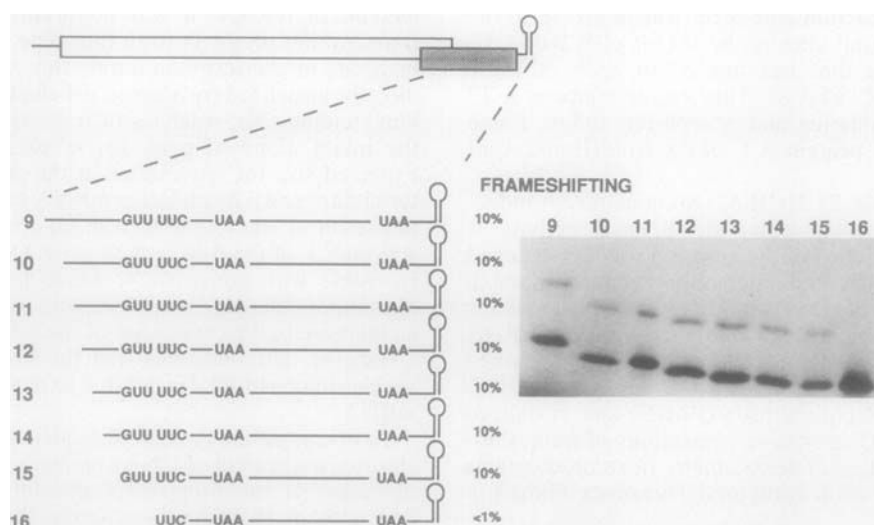 FRAMESHIFTING
9 GUU UUC UAA UAA 10%
10 GUU UUC UAA UAA 10%
11 GUU UUC UAA UAA 10%
12 GUU UUC UAA UAA 10%
13 GUU UUC UAA UAA 10%
14 GUU UUC UAA UAA 10%
15 GUU UUC UAA UAA 10%
16 UUC UAA UAA <1%
9 10 11 12 13 14 15 16